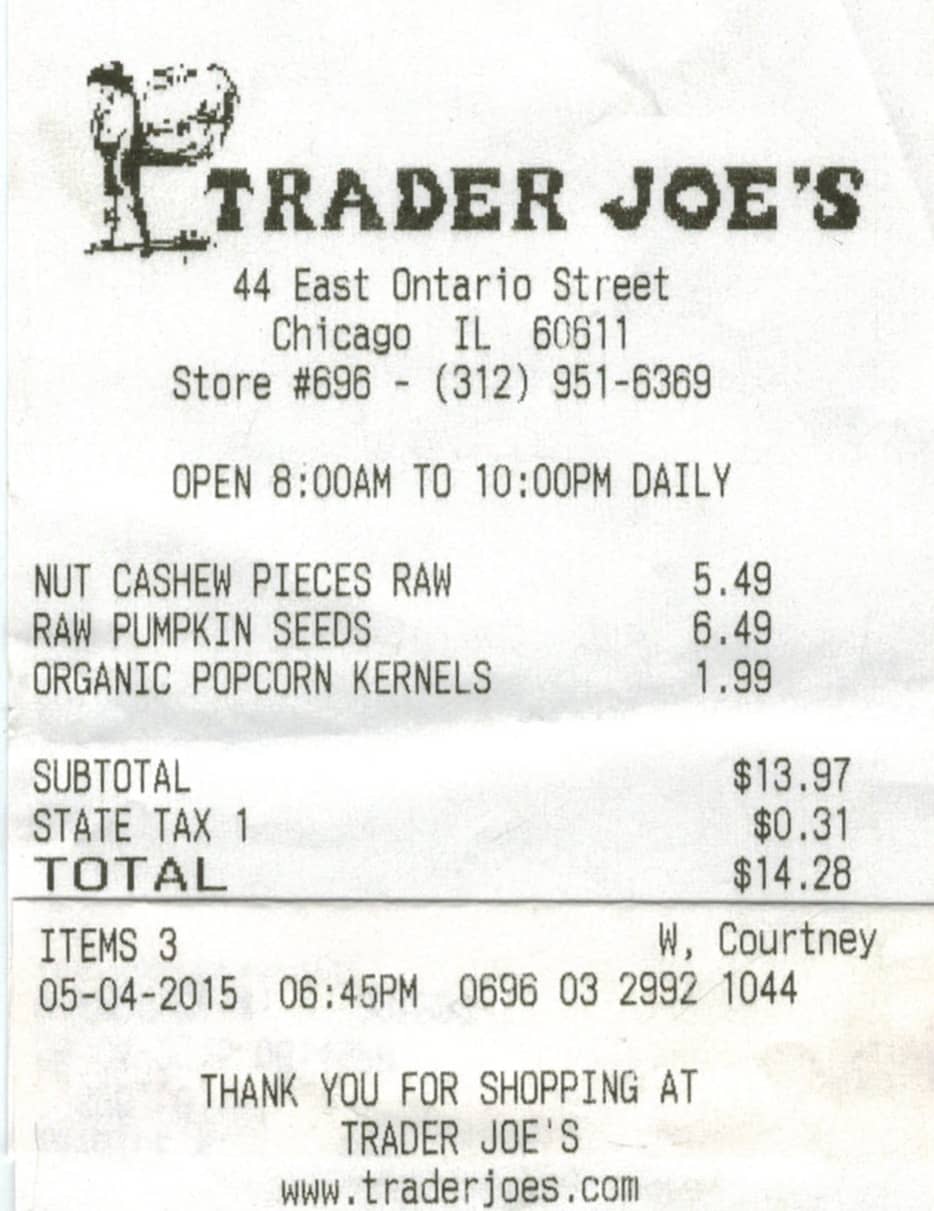 TRADER JOE'S
44 East Ontario Street
Chicago IL 60611
Store #696 - (312) 951-6369
OPEN 8:00AM TO 10:00PM DAILY
NUT CASHEW PIECES RAW 5.49
RAW PUMPKIN SEEDS 6.49
ORGANIC POPCORN KERNELS 1.99
SUBTOTAL $13.97
STATE TAX 1 $0.31
TOTAL $14.28
ITEMS 3 W, Courtney
05-04-2015 06:45PM 0696 03 2992 1044
THANK YOU FOR SHOPPING AT
TRADER JOE'S
www.traderjoes.com